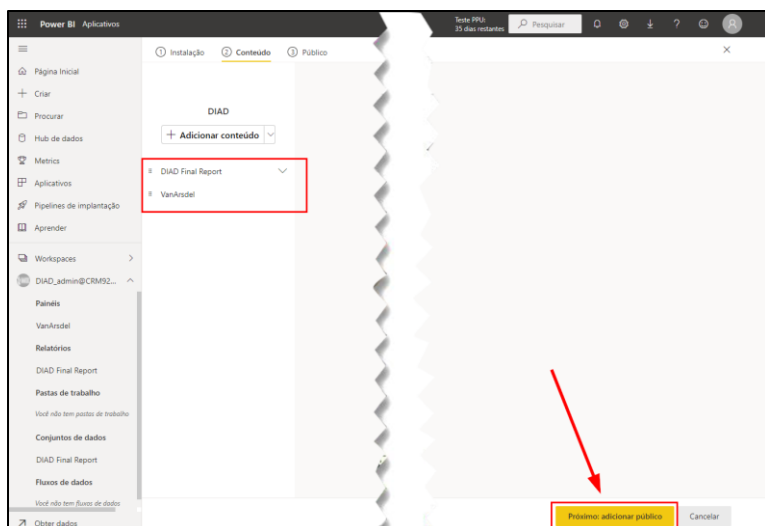 Power BI Aplicativos
Teste PPU:
35 dias restantes
Pesquisar
?
Página Inicial
Criar
Procurar
Hub de dados
Metrics
Aplicativos
Pipelines de implantação
Aprender
Workspaces
DIAD_admin@CRM92...
Painéis
VanArsdel
Relatórios
DIAD Final Report
Pastas de trabalho
Você não tem pastas de trabalho
Conjuntos de dados
DIAD Final Report
Fluxos de dados
Você não tem fluxos de dados
Obter dados
1 Instalação 2 Conteúdo 3 Público
DIAD
+ Adicionar conteúdo
DIAD Final Report
VanArsdel
Próximo: adicionar público
Cancelar